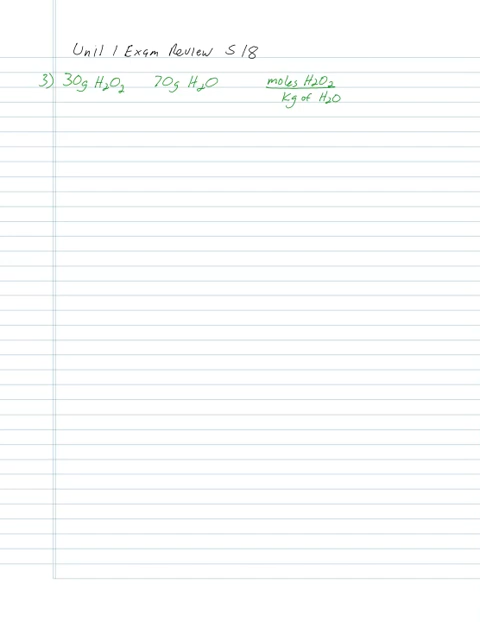 Unit 1 Exam Review S18
3) 30g H₂O₂ 70g H₂O moles H₂O₂
Kg of H₂O